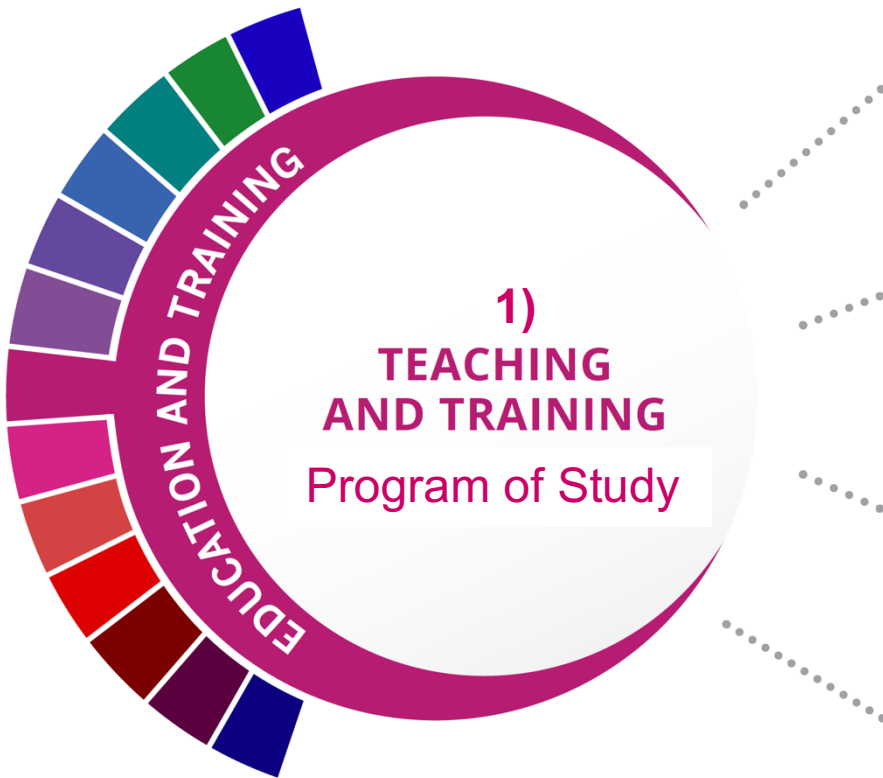 EDUCATION AND TRAINING
1)
TEACHING
AND TRAINING
Program of Study